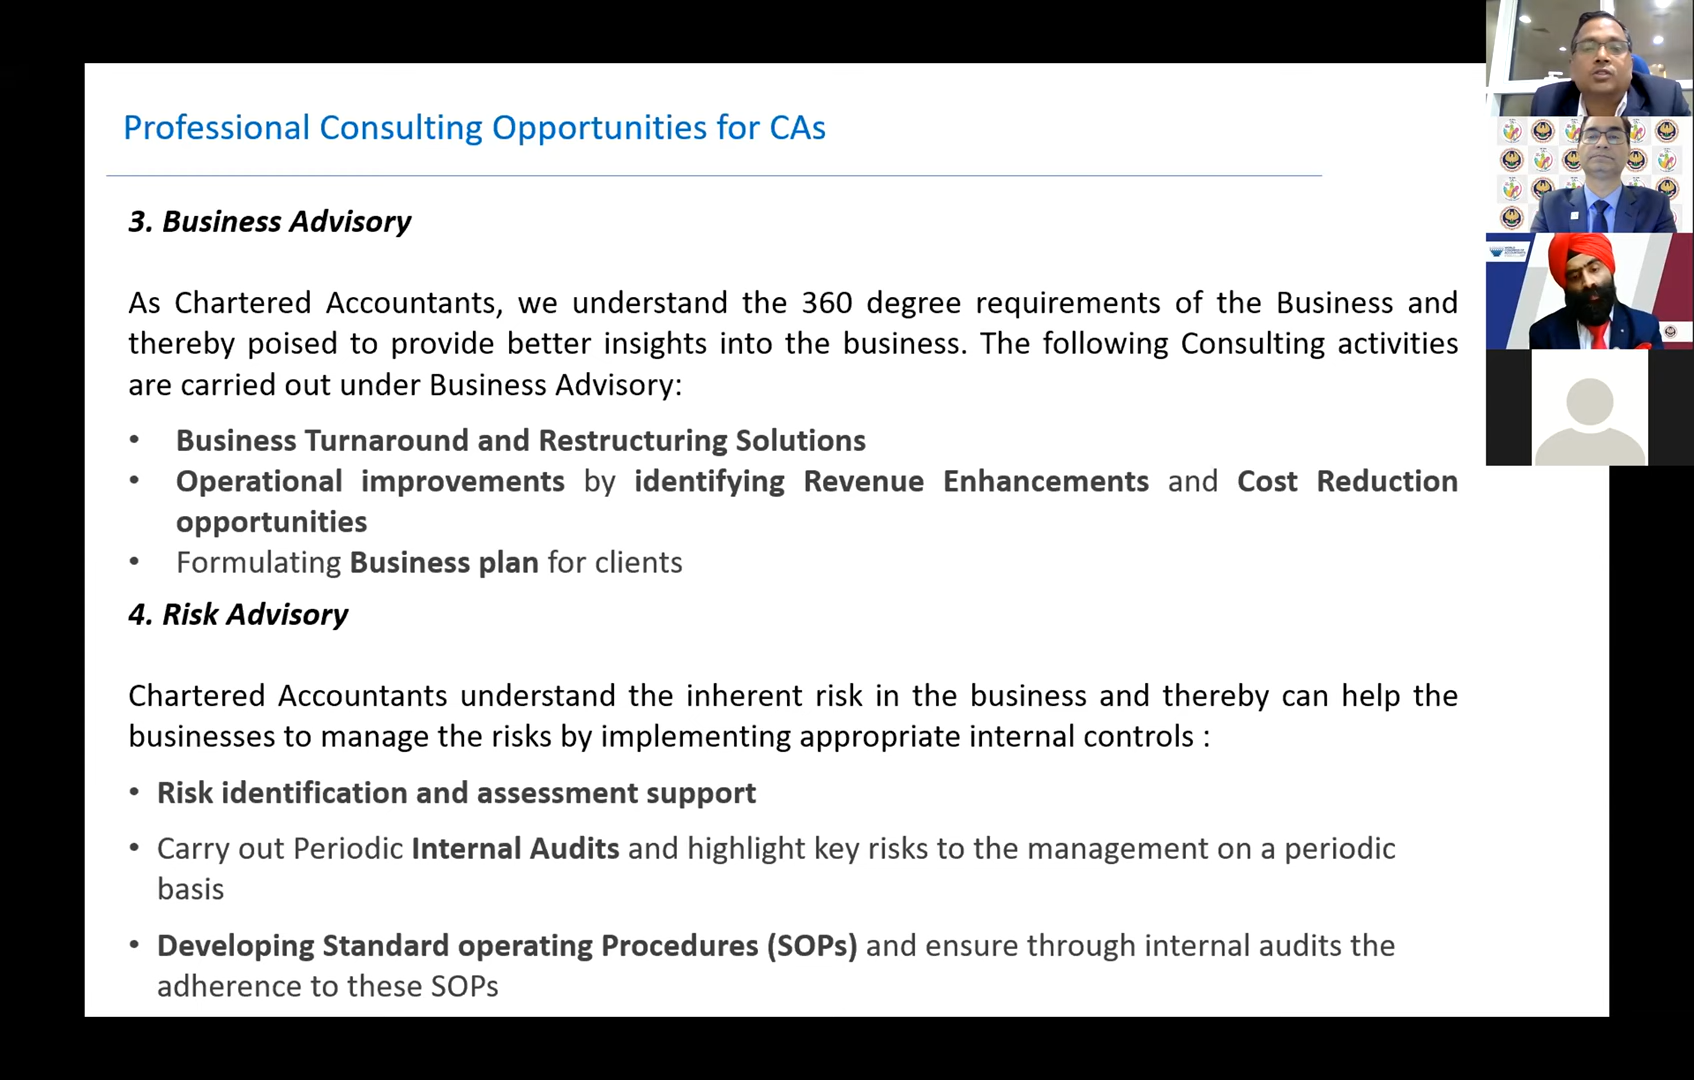 Professional Consulting Opportunities for CAs
3. Business Advisory
As Chartered Accountants, we understand the 360 degree requirements of the Business and
thereby poised to provide better insights into the business. The following Consulting activities
are carried out under Business Advisory:
• Business Turnaround and Restructuring Solutions
• Operational improvements by identifying Revenue Enhancements and Cost Reduction
opportunities
• Formulating Business plan for clients
4. Risk Advisory
Chartered Accountants understand the inherent risk in the business and thereby can help the
businesses to manage the risks by implementing appropriate internal controls :
• Risk identification and assessment support
• Carry out Periodic Internal Audits and highlight key risks to the management on a periodic
basis
• Developing Standard operating Procedures (SOPs) and ensure through internal audits the
adherence to these SOPs